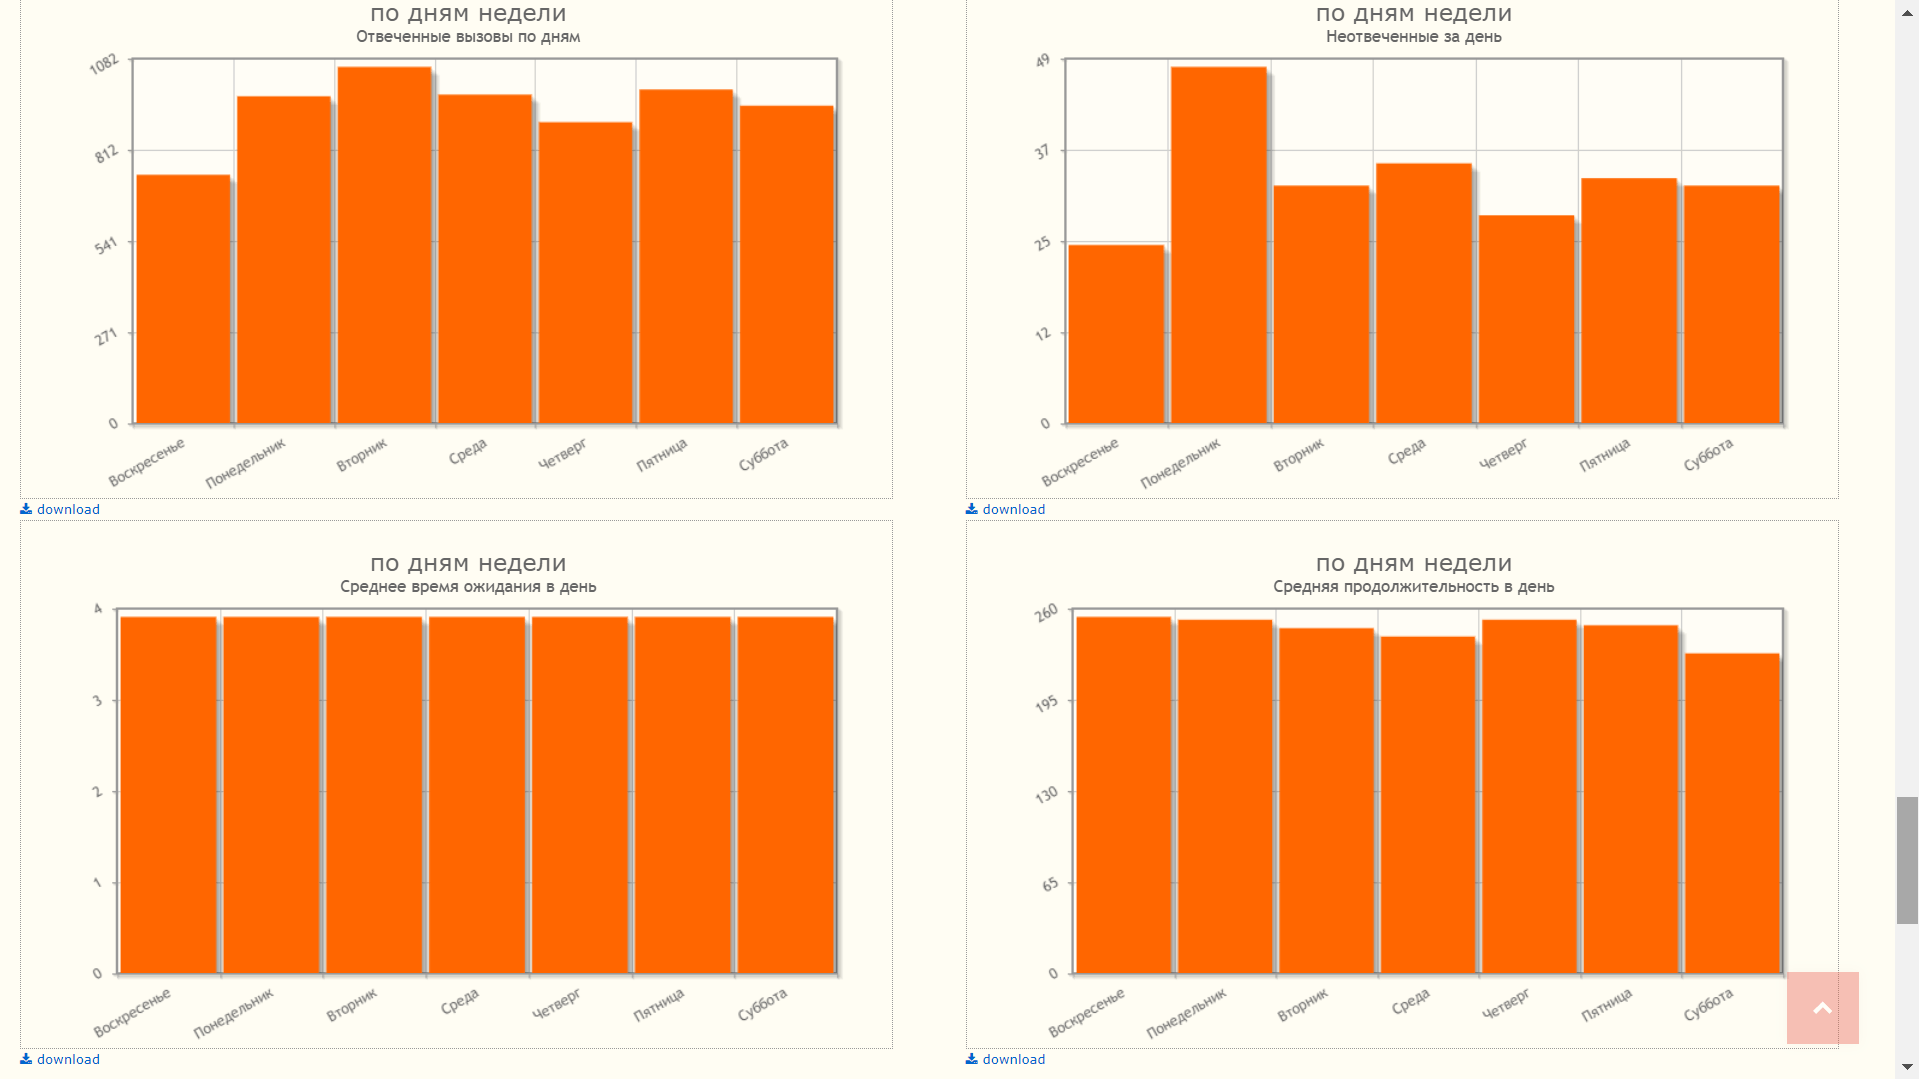 по дням недели
Отвеченные вызовы по дням
1082
812
541
271
0
Воскресенье
Понедельник
Вторник
Среда
Четверг
Пятница
Суббота
download
по дням недели
Неотвеченные за день
49
37
25
12
0
Воскресенье
Понедельник
Вторник
Среда
Четверг
Пятница
Суббота
download
по дням недели
Среднее время ожидания в день
4
3
2
1
0
Воскресенье
Понедельник
Вторник
Среда
Четверг
Пятница
Суббота
download
по дням недели
Средняя продолжительность в день
260
195
130
65
0
Воскресенье
Понедельник
Вторник
Среда
Четверг
Пятница
Суббота
download